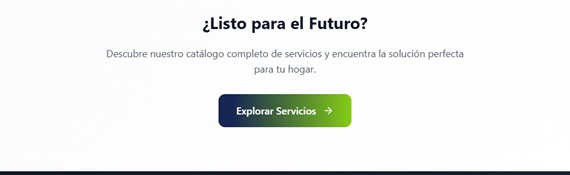 ¿Listo para el Futuro?
Descubre nuestro catálogo completo de servicios y encuentra la solución perfecta
para tu hogar.
Explorar Servicios →